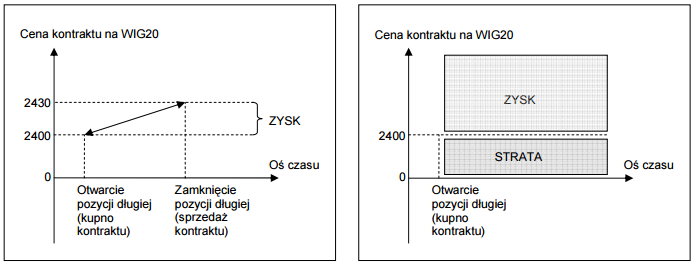 Cena kontraktu na WIG20
2430
2400
0
ZYSK
Oś czasu
Otwarcie
pozycji długiej
(kupno
kontraktu)
Zamknięcie
pozycji długiej
(sprzedaż
kontraktu)
Cena kontraktu na WIG20
ZYSK
2400
STRATA
0
Oś czasu
Otwarcie
pozycji długiej
(kupno
kontraktu)